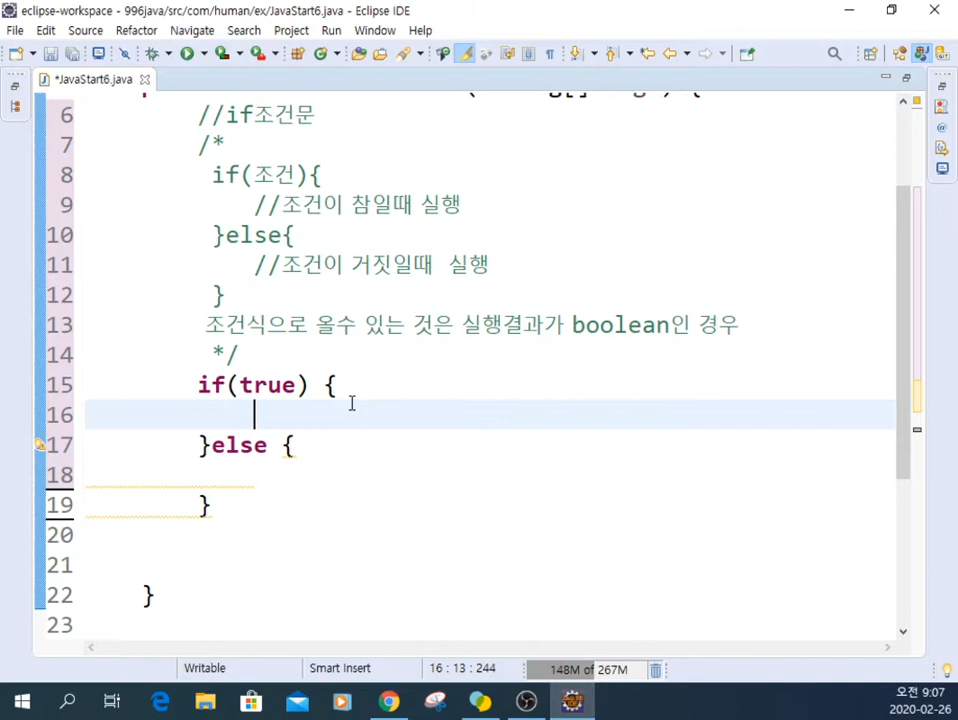 eclipse-workspace - 996java/src/com/human/ex/JavaStart6.java - Eclipse IDE
File Edit Source Refactor Navigate Search Project Run Window Help
*JavaStart6.java
6 //if조건문
7 /*
8 if(조건){
9 //조건이 참일때 실행
10 }else{
11 //조건이 거짓일때 실행
12 }
13 조건식으로 올수 있는 것은 실행결과가 boolean인 경우
14 */
15 if(true) {
16
17 }else {
18
19 }
20
21
22 }
23
Writable Smart Insert 16 : 13 : 244 148M of 267M
오전 9:07
2020-02-26